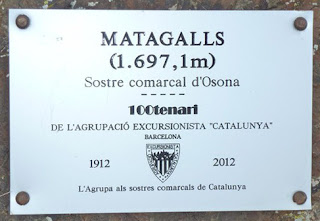 MATAGALLS
(1.697,1m)
Sostre comarcal d'Osona
-----
100tenari
DE L'AGRUPACIÓ EXCURSIONISTA "CATALUNYA"
BARCELONA
1912 2012
L'Agrupa als sostres comarcals de Catalunya